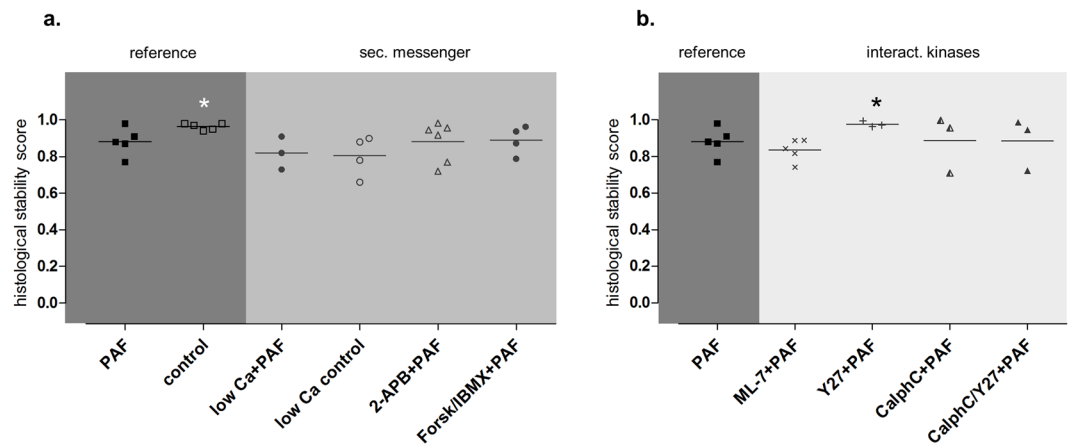 a.
reference
sec. messenger
*
histological stability score
1.0
0.8
0.6
0.4
0.2
0.0
PAF
control
low Ca+PAF
low Ca control
2-APB+PAF
Forsk/IBMX+PAF
b.
reference
interact. kinases
*
histological stability score
1.0
0.8
0.6
0.4
0.2
0.0
PAF
ML-7+PAF
Y27+PAF
CalphC+PAF
CalphC/Y27+PAF